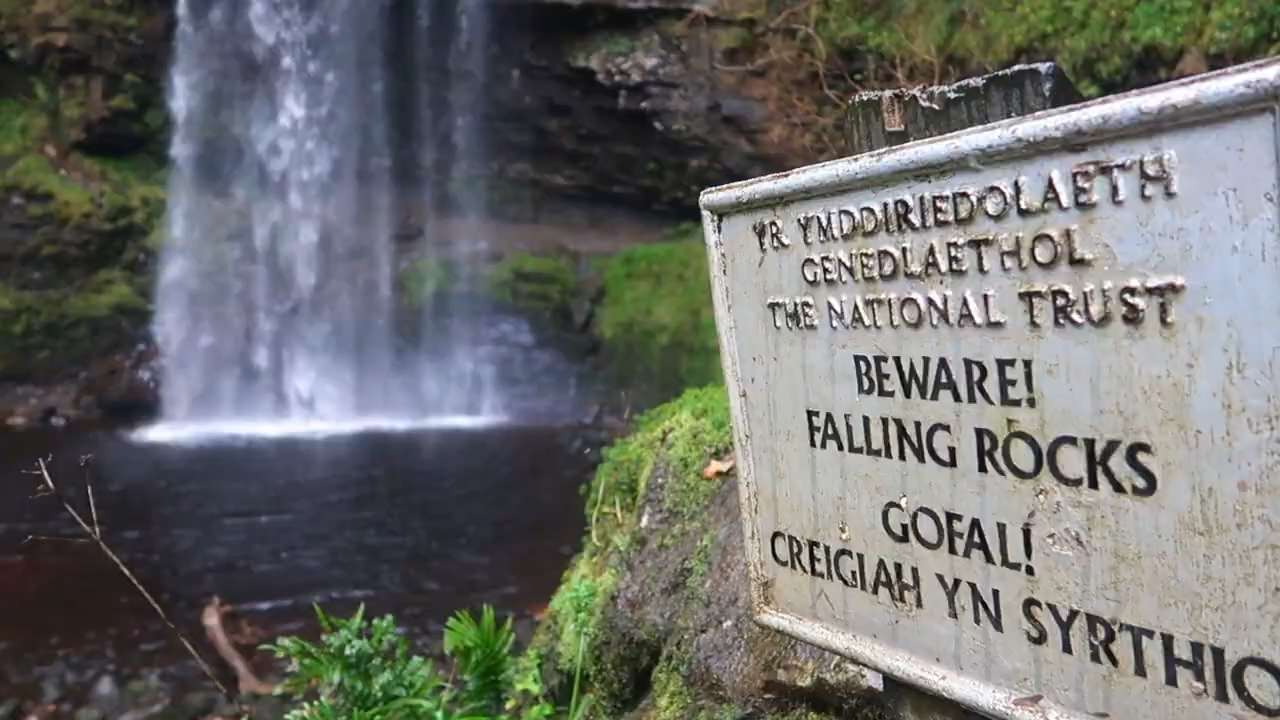 YR YMDDIRIEDOLAETH
GENEDLAETHOL
THE NATIONAL TRUST
BEWARE!
FALLING ROCKS
GOFAL!
CREIGIAH YN SYRTHIO